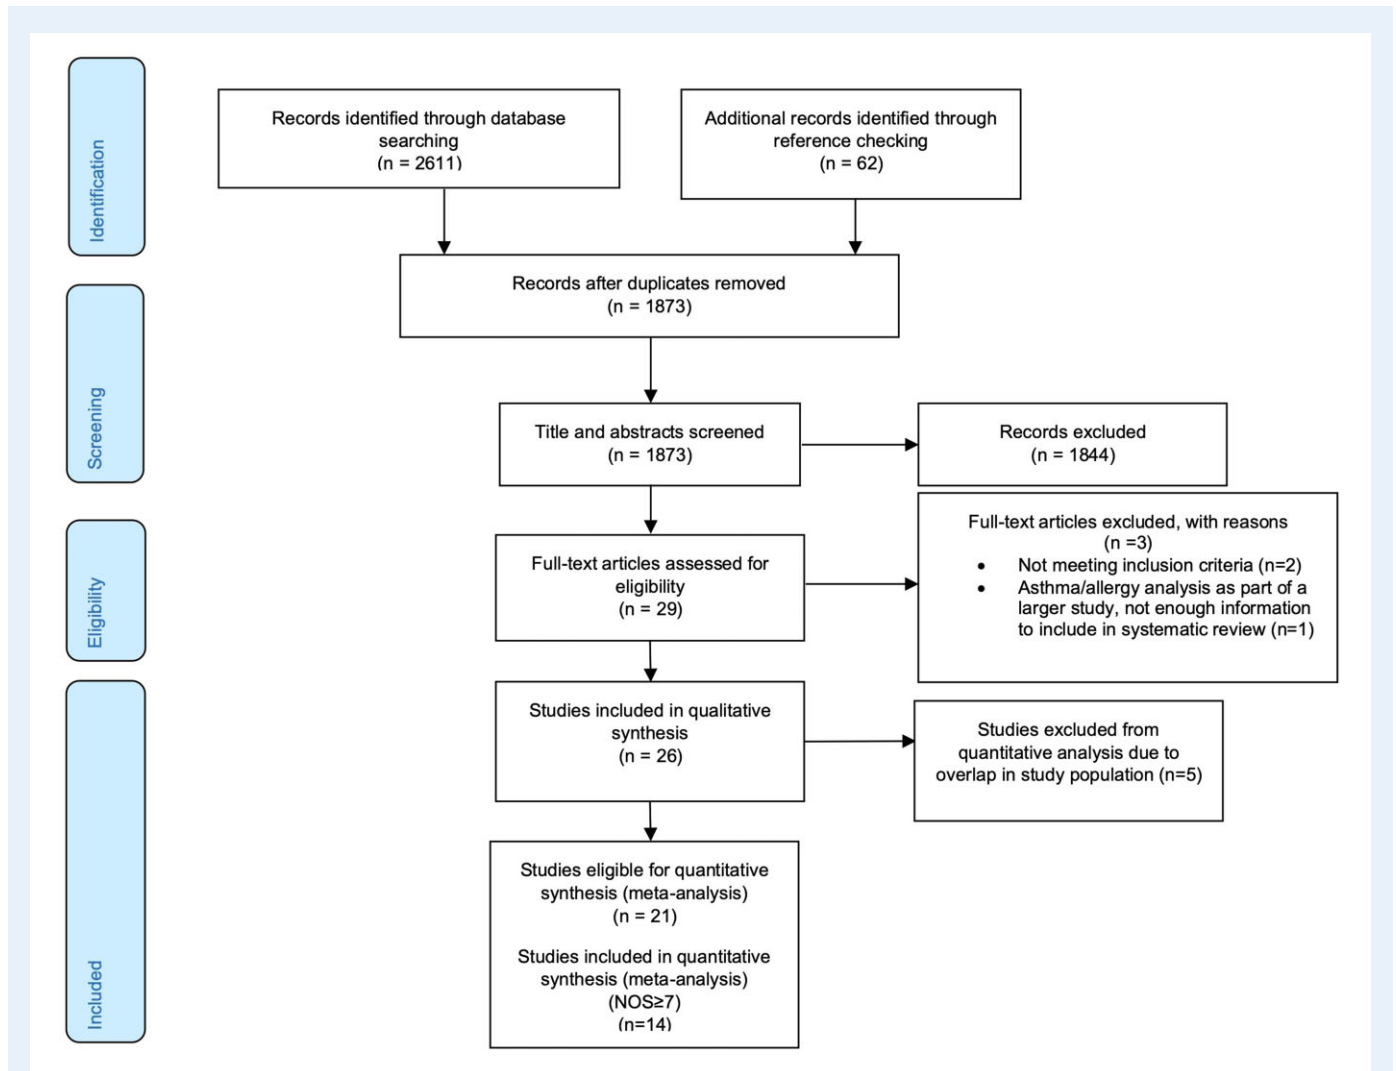 Identification
Records identified through database
searching
(n = 2611)
Additional records identified through
reference checking
(n = 62)
Records after duplicates removed
(n = 1873)
Screening
Title and abstracts screened
(n = 1873)
Records excluded
(n = 1844)
Eligibility
Full-text articles assessed for
eligibility
(n = 29)
Full-text articles excluded, with reasons
(n =3)
• Not meeting inclusion criteria (n=2)
• Asthma/allergy analysis as part of a
larger study, not enough information
to include in systematic review (n=1)
Included
Studies included in qualitative
synthesis
(n = 26)
Studies excluded from
quantitative analysis due to
overlap in study population (n=5)
Studies eligible for quantitative
synthesis (meta-analysis)
(n = 21)
Studies included in quantitative
synthesis (meta-analysis)
(NOS≥7)
(n=14)